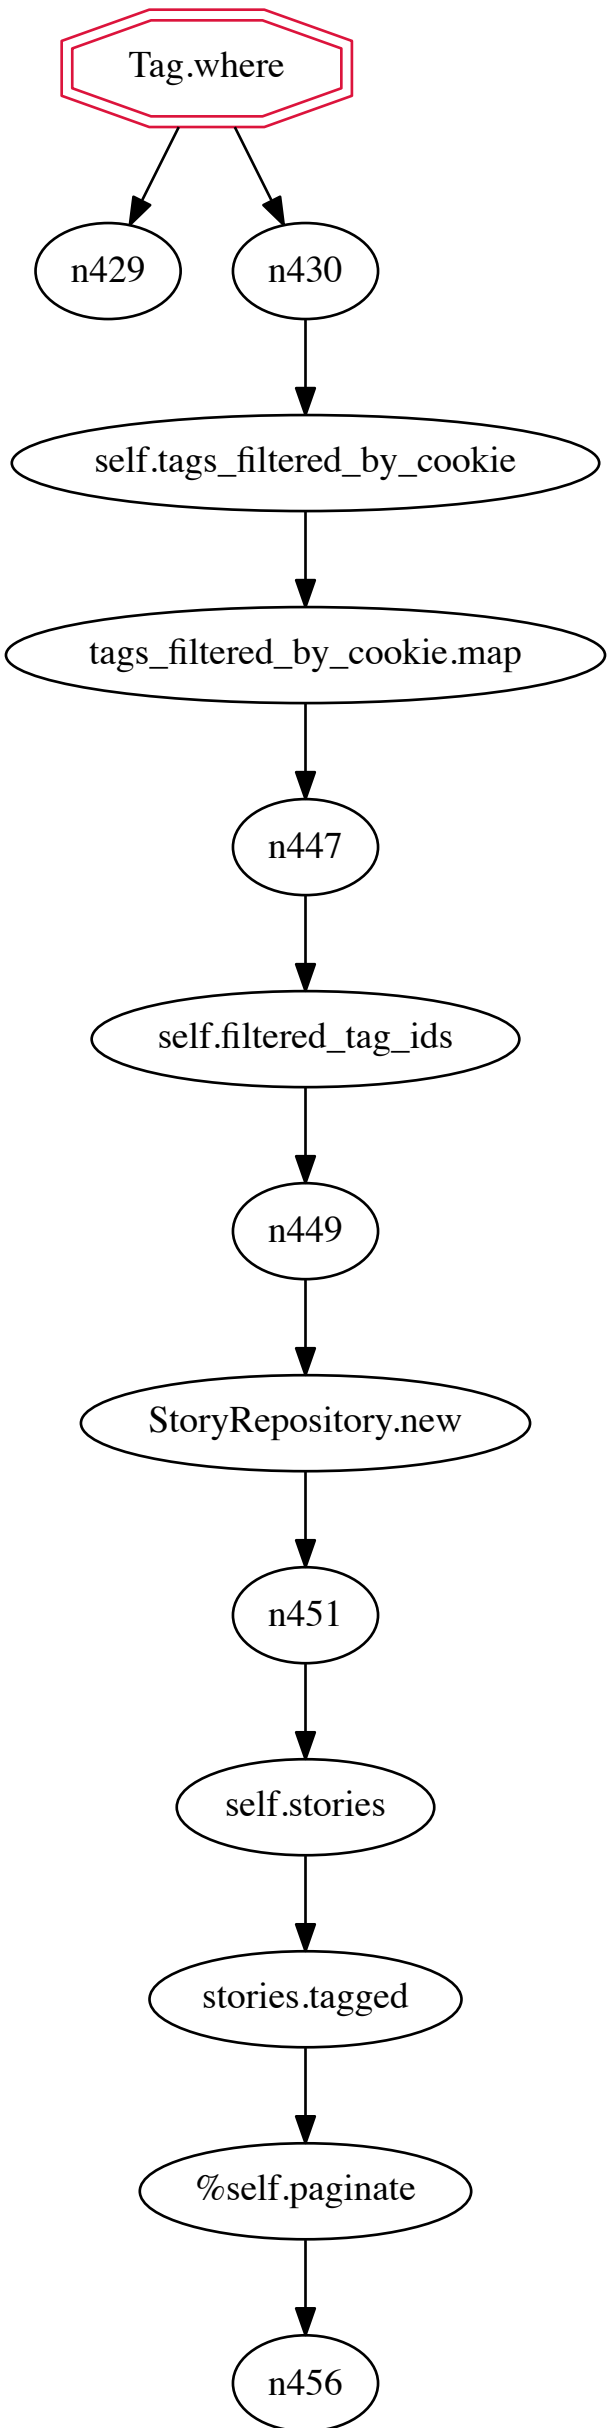 Tag.where
n429
n430
self.tags_filtered_by_cookie
tags_filtered_by_cookie.map
n447
self.filtered_tag_ids
n449
StoryRepository.new
n451
self.stories
stories.tagged
%self.paginate
n456